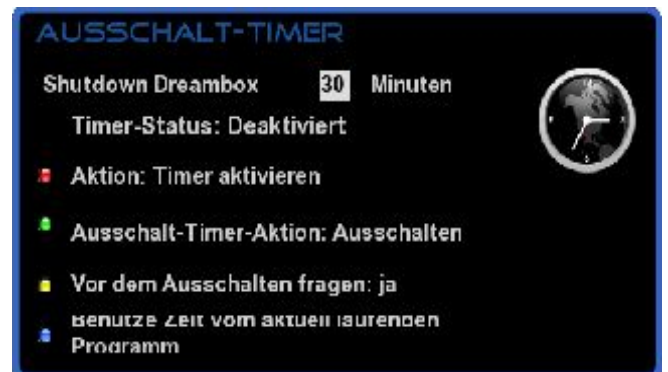 AUSSCHALT-TIMER
Shutdown Dreambox 30 Minuten
Timer-Status: Deaktiviert
Aktion: Timer aktivieren
Ausschalt-Timer-Aktion: Ausschalten
Vor dem Ausschalten fragen: ja
Benutze Zeit vom aktuell laufenden
Programm